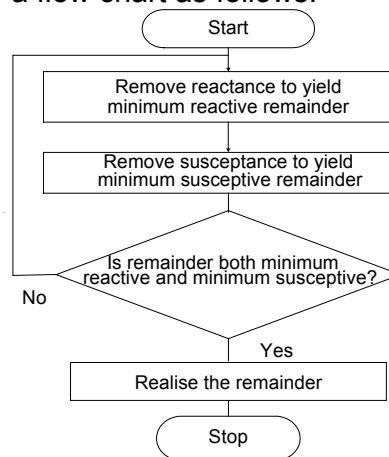 a flow chart as follows:
Start
Remove reactance to yield
minimum reactive remainder
Remove susceptance to yield
minimum susceptive remainder
Is remainder both minimum
reactive and minimum susceptive?
No
Yes
Realise the remainder
Stop